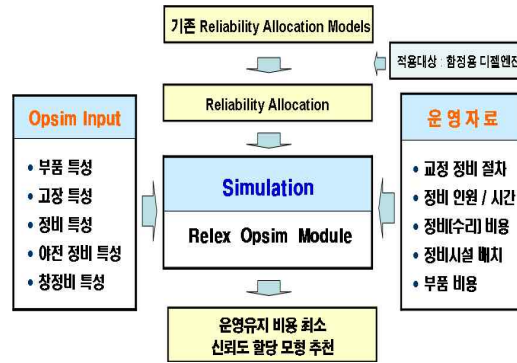 기존 Reliability Allocation Models
적용대상 : 함정용 디젤엔진
Reliability Allocation
Opsim Input
• 부품 특성
• 고장 특성
• 정비 특성
• 야전 정비 특성
• 창정비 특성
Simulation
Relex Opsim Module
운영자료
• 교정 정비 절차
• 정비 인원 / 시간
• 정비(수리) 비용
• 정비시설 배치
• 부품 비용
운영유지 비용 최소
신뢰도 할당 모형 추천